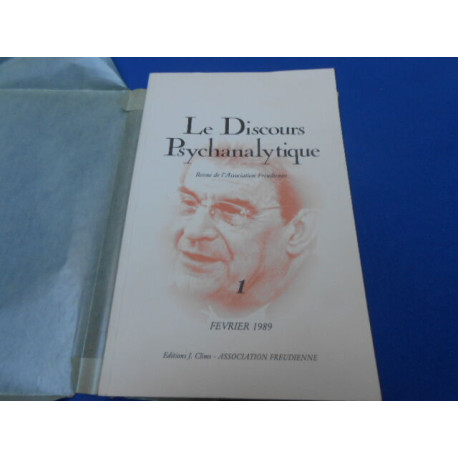 Le Discours
Psychanalytique
Revue de l'Association Freudienne
1
FEVRIER 1989
Editions J. Clims - ASSOCIATION FREUDIENNE